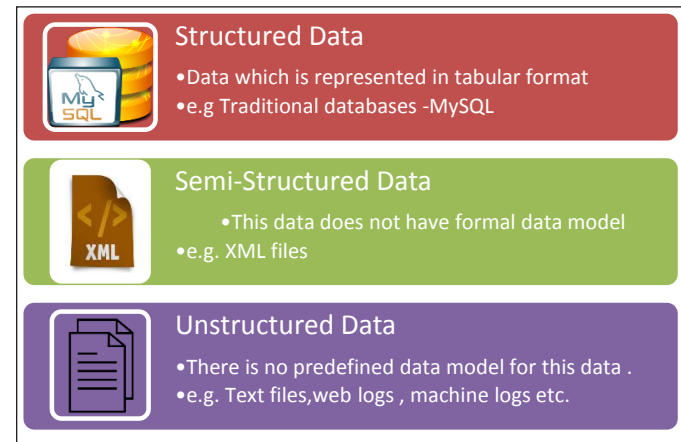 Structured Data
•Data which is represented in tabular format
•e.g Traditional databases -MySQL
My
SQL
Semi-Structured Data
•This data does not have formal data model
•e.g. XML files
</>
XML
Unstructured Data
•There is no predefined data model for this data .
•e.g. Text files,web logs , machine logs etc.